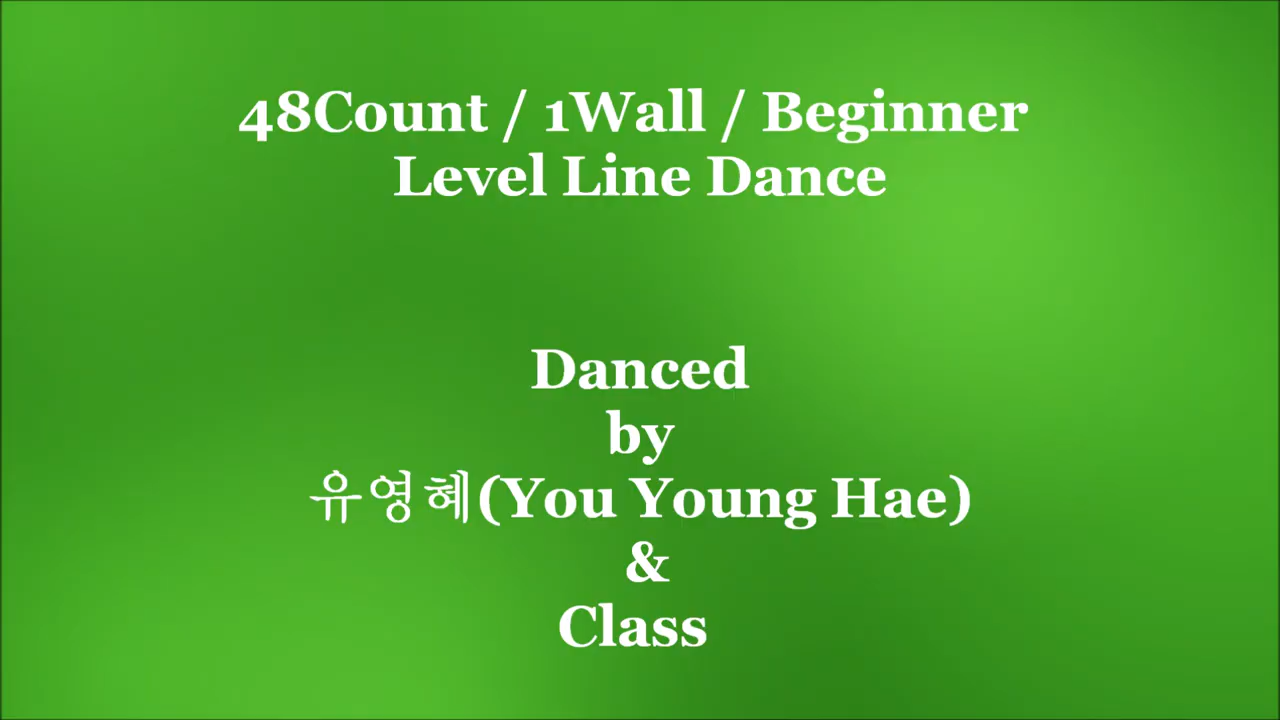 48Count / 1Wall / Beginner
Level Line Dance
Danced
by
유영혜(You Young Hae)
&
Class